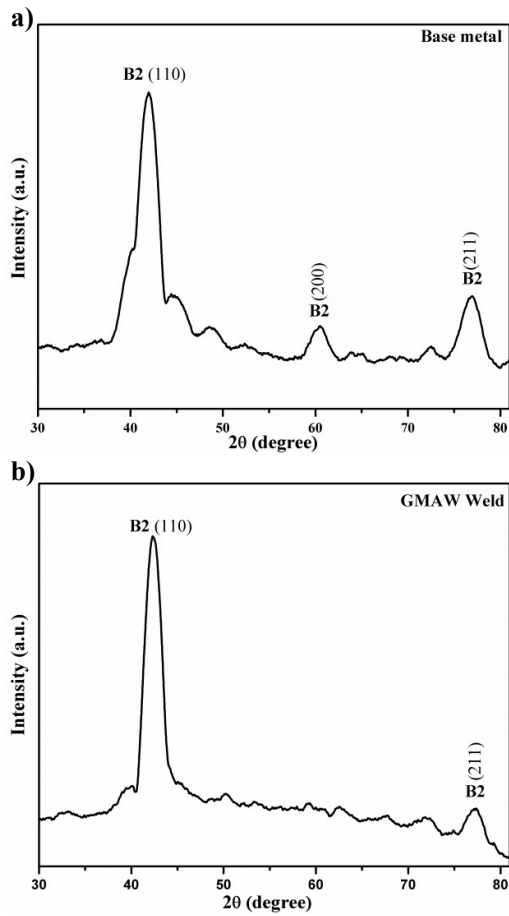 a)
Base metal
B2 (110)
B2 (200)
B2 (211)
Intensity (a.u.)
30 40 50 60 70 80
2θ (degree)
b)
GMAW Weld
B2 (110)
B2 (211)
Intensity (a.u.)
30 40 50 60 70 80
2θ (degree)